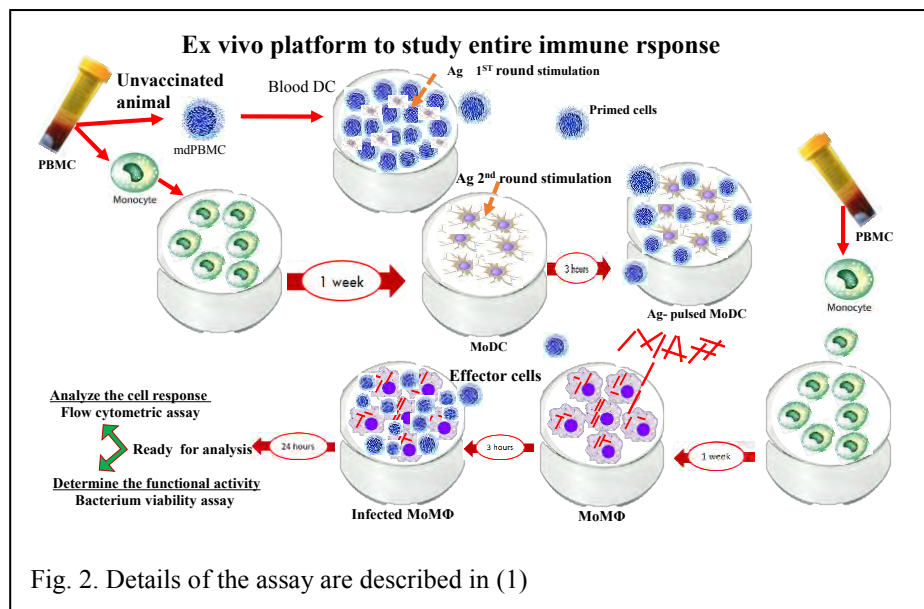 Ex vivo platform to study entire immune rsponse
Unvaccinated
animal
Blood DC
Ag 1ST round stimulation
Primed cells
mdPBMC
PBMC
Monocyte
Ag 2nd round stimulation
1 week
3 hours
PBMC
Monocyte
MoDC
Ag- pulsed MoDC
MAP
Effector cells
Analyze the cell response
Flow cytometric assay
Ready for analysis
24 hours
3 hours
1 week
Determine the functional activity
Bacterium viability assay
Infected MoMΦ
MoMΦ
Fig. 2. Details of the assay are described in (1)